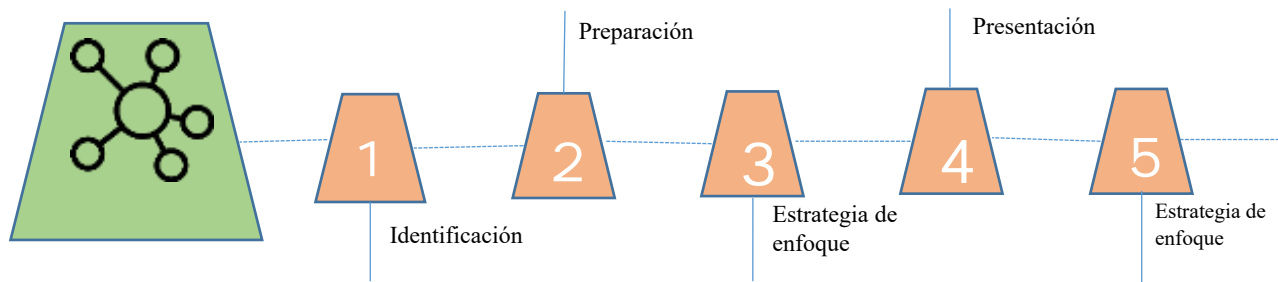 Preparación
Presentación
1
2
3
4
5
Identificación
Estrategia de
enfoque
Estrategia de
enfoque